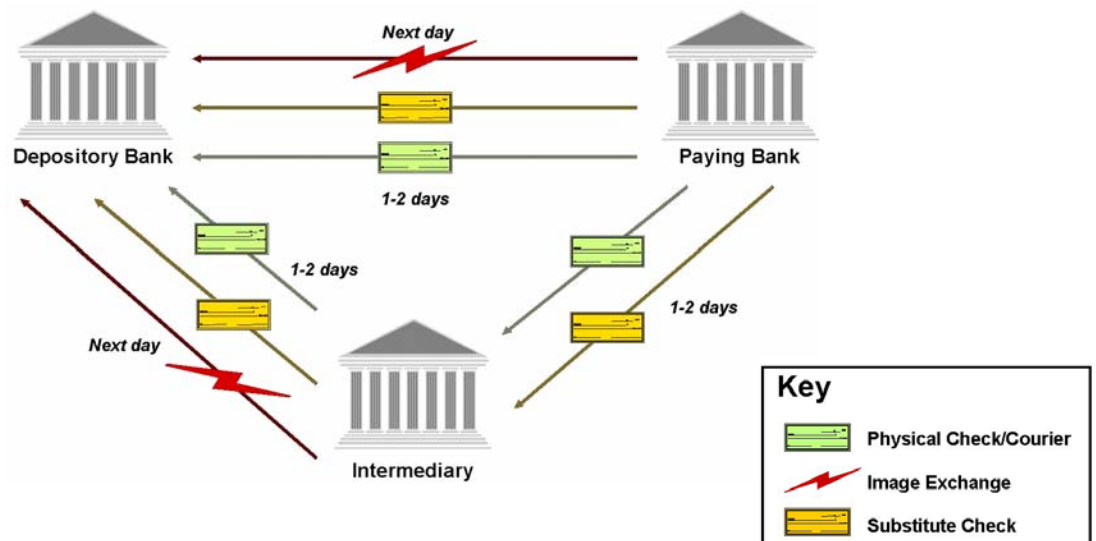 Next day
Depository Bank
Paying Bank
1-2 days
1-2 days
1-2 days
Next day
Intermediary
Key
Physical Check/Courier
Image Exchange
Substitute Check